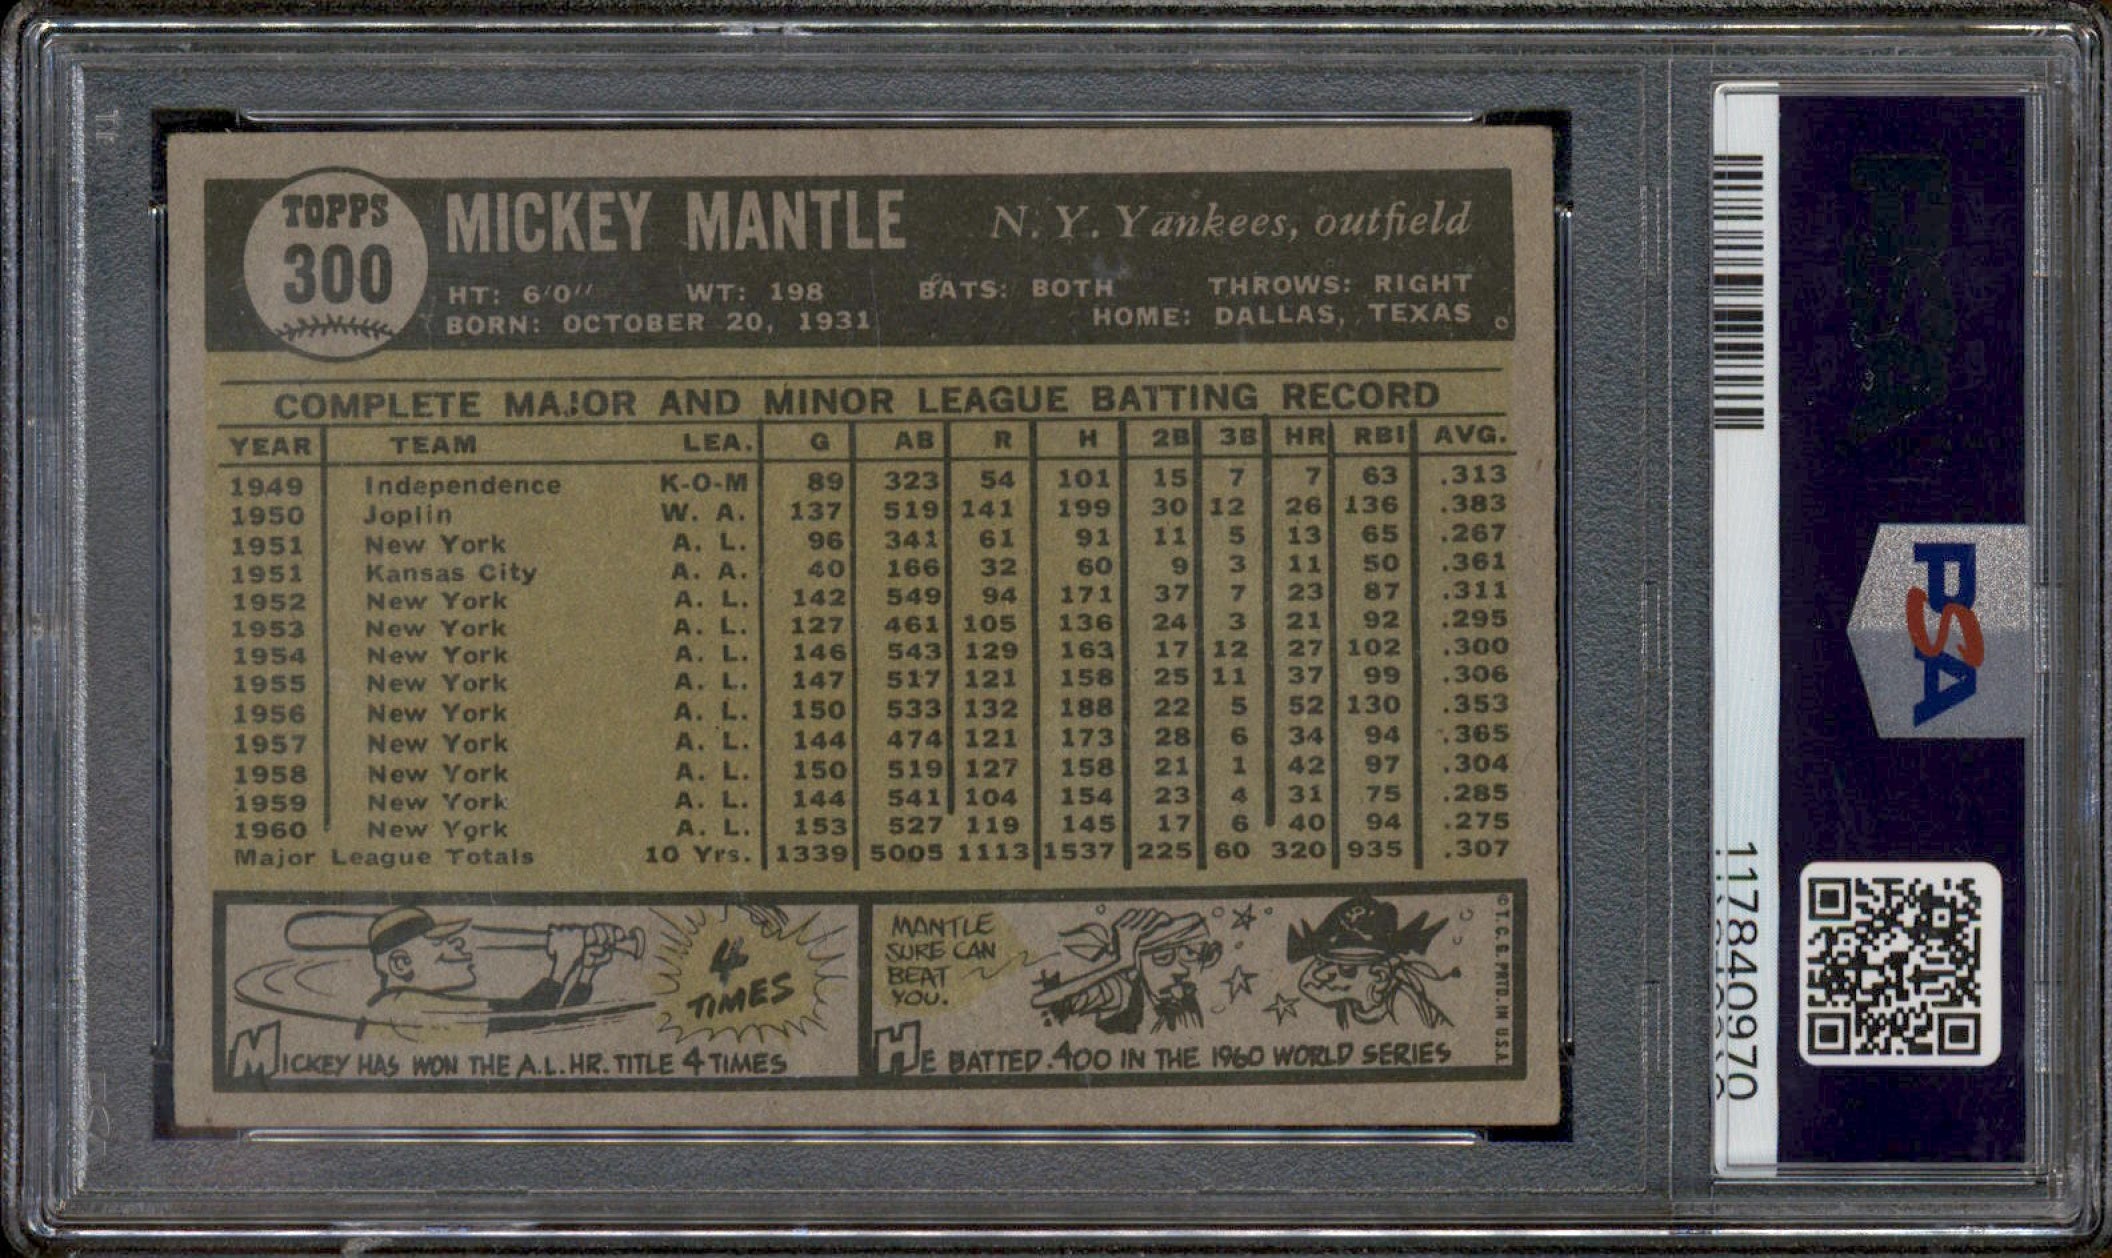 TOPPS
300
MICKEY MANTLE
N. Y. Yankees, outfield
HT: 6'0" WT: 198 BATS: BOTH THROWS: RIGHT
BORN: OCTOBER 20, 1931 HOME: DALLAS, TEXAS
COMPLETE MAJOR AND MINOR LEAGUE BATTING RECORD
YEAR TEAM LEA. G AB R H 2B 3B HR RBI AVG.
1949 Independence K-O-M 89 323 54 101 15 7 7 63 .313
1950 Joplin W. A. 137 519 141 199 30 12 26 136 .383
1951 New York A. L. 96 341 61 91 11 5 13 65 .267
1951 Kansas City A. A. 40 166 32 60 9 3 11 50 .361
1952 New York A. L. 142 549 94 171 37 7 23 87 .311
1953 New York A. L. 127 461 105 136 24 3 21 92 .295
1954 New York A. L. 146 543 129 163 17 12 27 102 .300
1955 New York A. L. 147 517 121 158 25 11 37 99 .306
1956 New York A. L. 150 533 132 188 22 5 52 130 .353
1957 New York A. L. 144 474 121 173 28 6 34 94 .365
1958 New York A. L. 150 519 127 158 21 1 42 97 .304
1959 New York A. L. 144 541 104 154 23 4 31 75 .285
1960 New York A. L. 153 527 119 145 17 6 40 94 .275
Major League Totals 10 Yrs. 1339 5005 1113 1537 225 60 320 935 .307
4
TIMES
MICKEY HAS WON THE A.L. HR. TITLE 4 TIMES
MANTLE
SURE CAN
BEAT
YOU.
HE BATTED .400 IN THE 1960 WORLD SERIES
© T. C. G. PRTD. IN U.S.A.
117840970
PSA
PSA